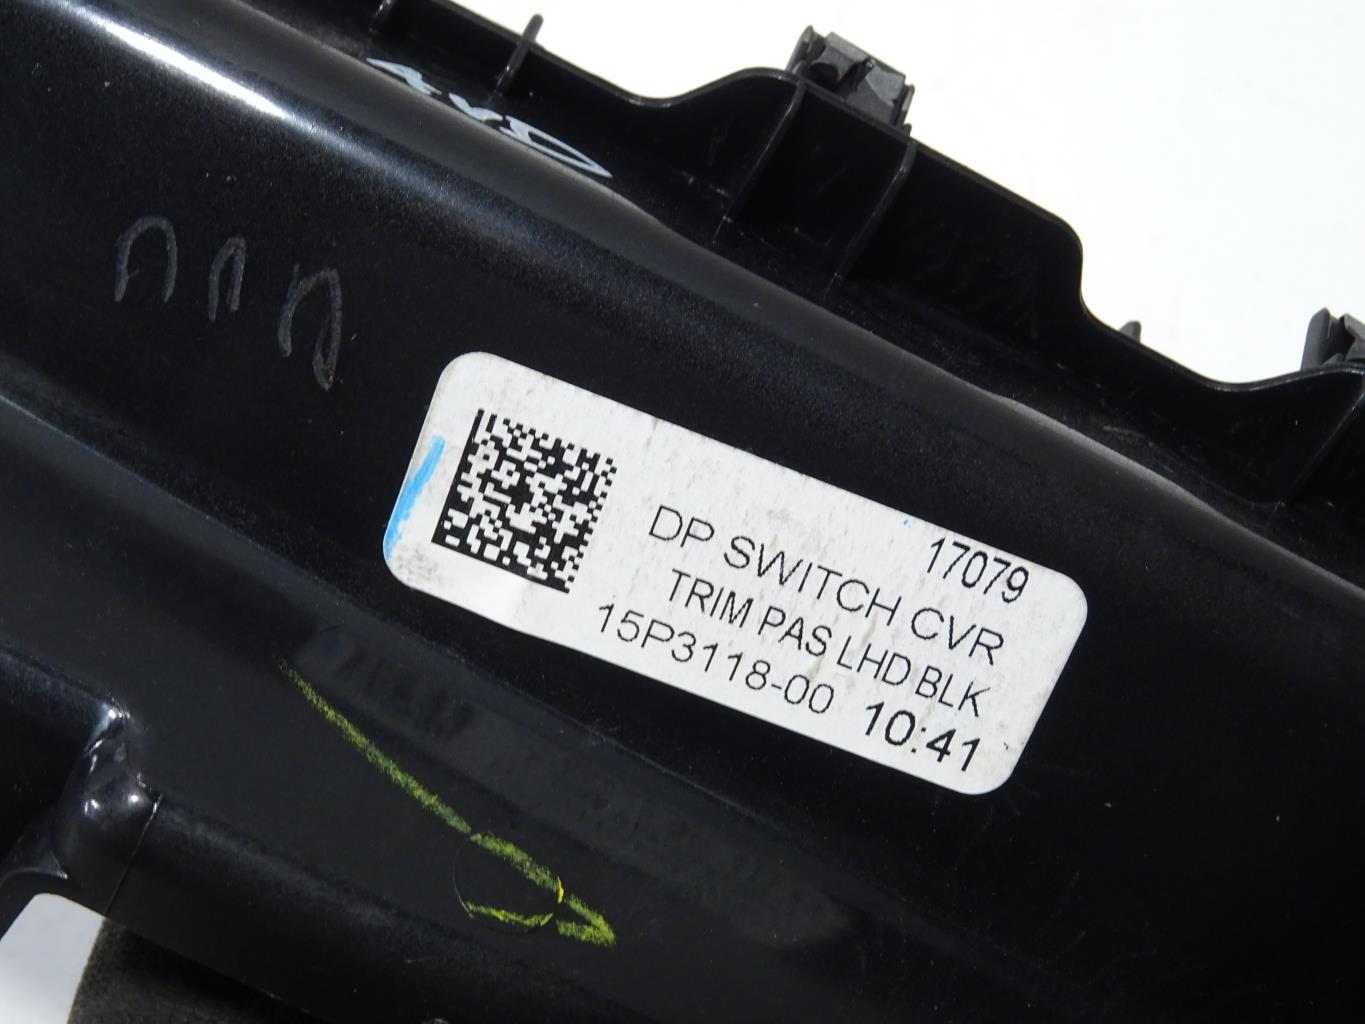 17079
DP SWITCH CVR
TRIM PAS LHD BLK
15P3118-00 10:41